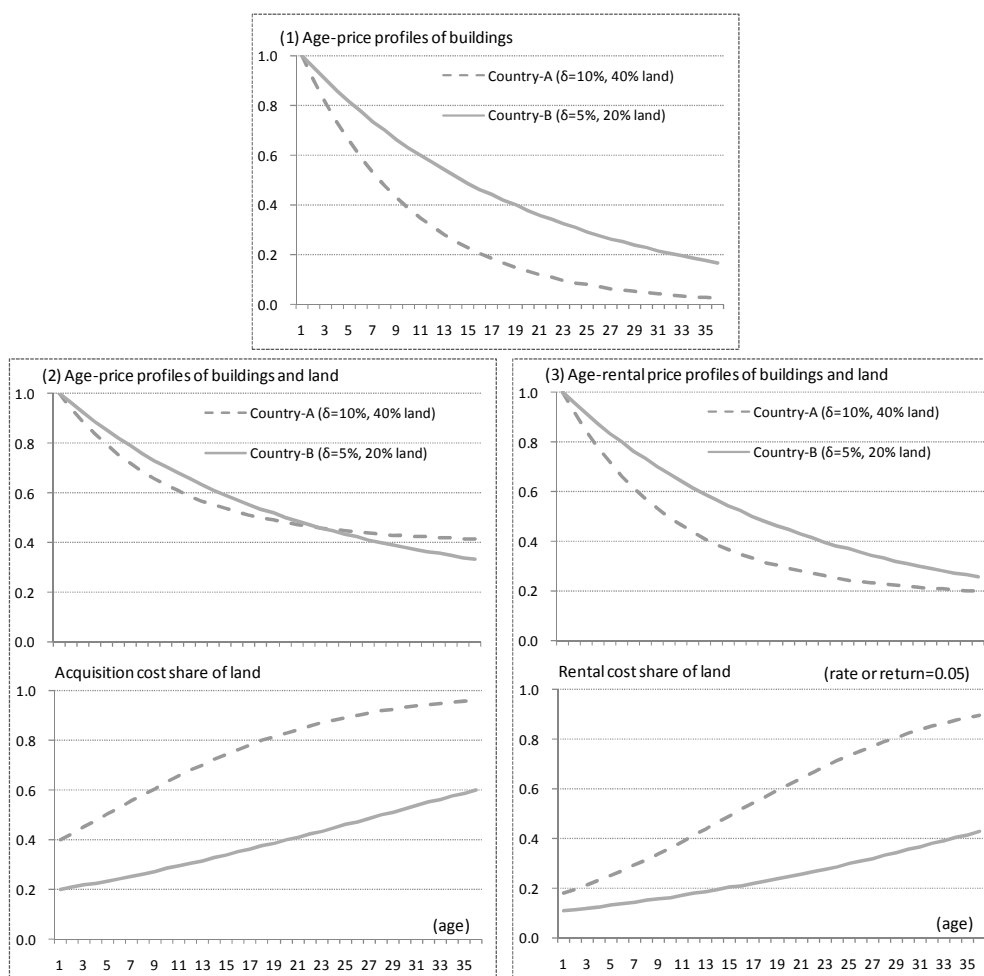 (1) Age-price profiles of buildings
1.0
Country-A (δ=10%, 40% land)
0.8
Country-B (δ=5%, 20% land)
0.6
0.4
0.2
0.0
1 3 5 7 9 11 13 15 17 19 21 23 25 27 29 31 33 35
(2) Age-price profiles of buildings and land
1.0
Country-A (δ=10%, 40% land)
0.8
Country-B (δ=5%, 20% land)
0.6
0.4
0.2
0.0
Acquisition cost share of land
1.0
0.8
0.6
0.4
0.2
(age)
0.0
1 3 5 7 9 11 13 15 17 19 21 23 25 27 29 31 33 35
(3) Age-rental price profiles of buildings and land
1.0
Country-A (δ=10%, 40% land)
0.8
Country-B (δ=5%, 20% land)
0.6
0.4
0.2
0.0
Rental cost share of land (rate or return=0.05)
1.0
0.8
0.6
0.4
0.2
(age)
0.0
1 3 5 7 9 11 13 15 17 19 21 23 25 27 29 31 33 35